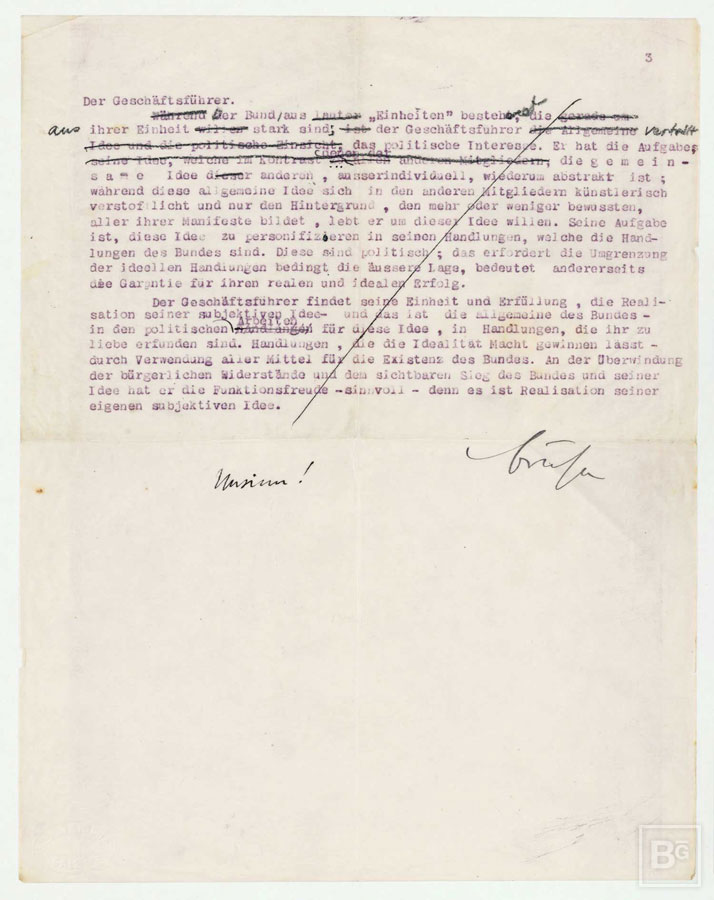 3
Der Geschäftsführer.
Während Der Bund/aus lauter „Einheiten" besteht, die gerade
aus ihrer Einheit stark sind, ist der Geschäftsführer die Allgemeine vertritt
Idee und die politische Einsicht, das politische Interesse. Er hat die Aufgabe,
jenen der
seine Idee, welche im Kontrast anderen Mitgliedern, die g e m e i n -
s a m e Idee dieser anderen, ausserindividuell, wiederum abstrakt ist ;
während diese allgemeine Idee sich in den anderen Mitgliedern künstlerisch
verstofflicht und nur den Hintergrund , den mehr oder weniger bewussten,
aller ihrer Manifeste bildet , lebt er um dieser Idee willen. Seine Aufgabe
ist, diese Idee zu personifizieren in seinen Handlungen, welche die Hand-
lungen des Bundes sind. Diese sind politisch ; das erfordert die Umgrenzung
der ideellen Handlungen bedingt die äussere Lage, bedeutet andererseits
die Garantie für ihren realen und idealen Erfolg.
Der Geschäftsführer findet seine Einheit und Erfüllung , die Reali-
sation seiner subjektiven Idee- und das ist die Allgemeine des Bundes -
Arbeiten
in den politischen Handlungen für diese Idee , in Handlungen, die ihr zu
liebe erfunden sind. Handlungen , die die Idealität Macht gewinnen lässt -
durch Verwendung aller Mittel für die Existenz des Bundes. An der Überwindung
der bürgerlichen Widerstände und dem sichtbaren Sieg des Bundes und seiner
Idee hat er die Funktionsfreude -sinnvoll - denn es ist Realisation seiner
eigenen subjektiven Idee.
Unsinn!
BG